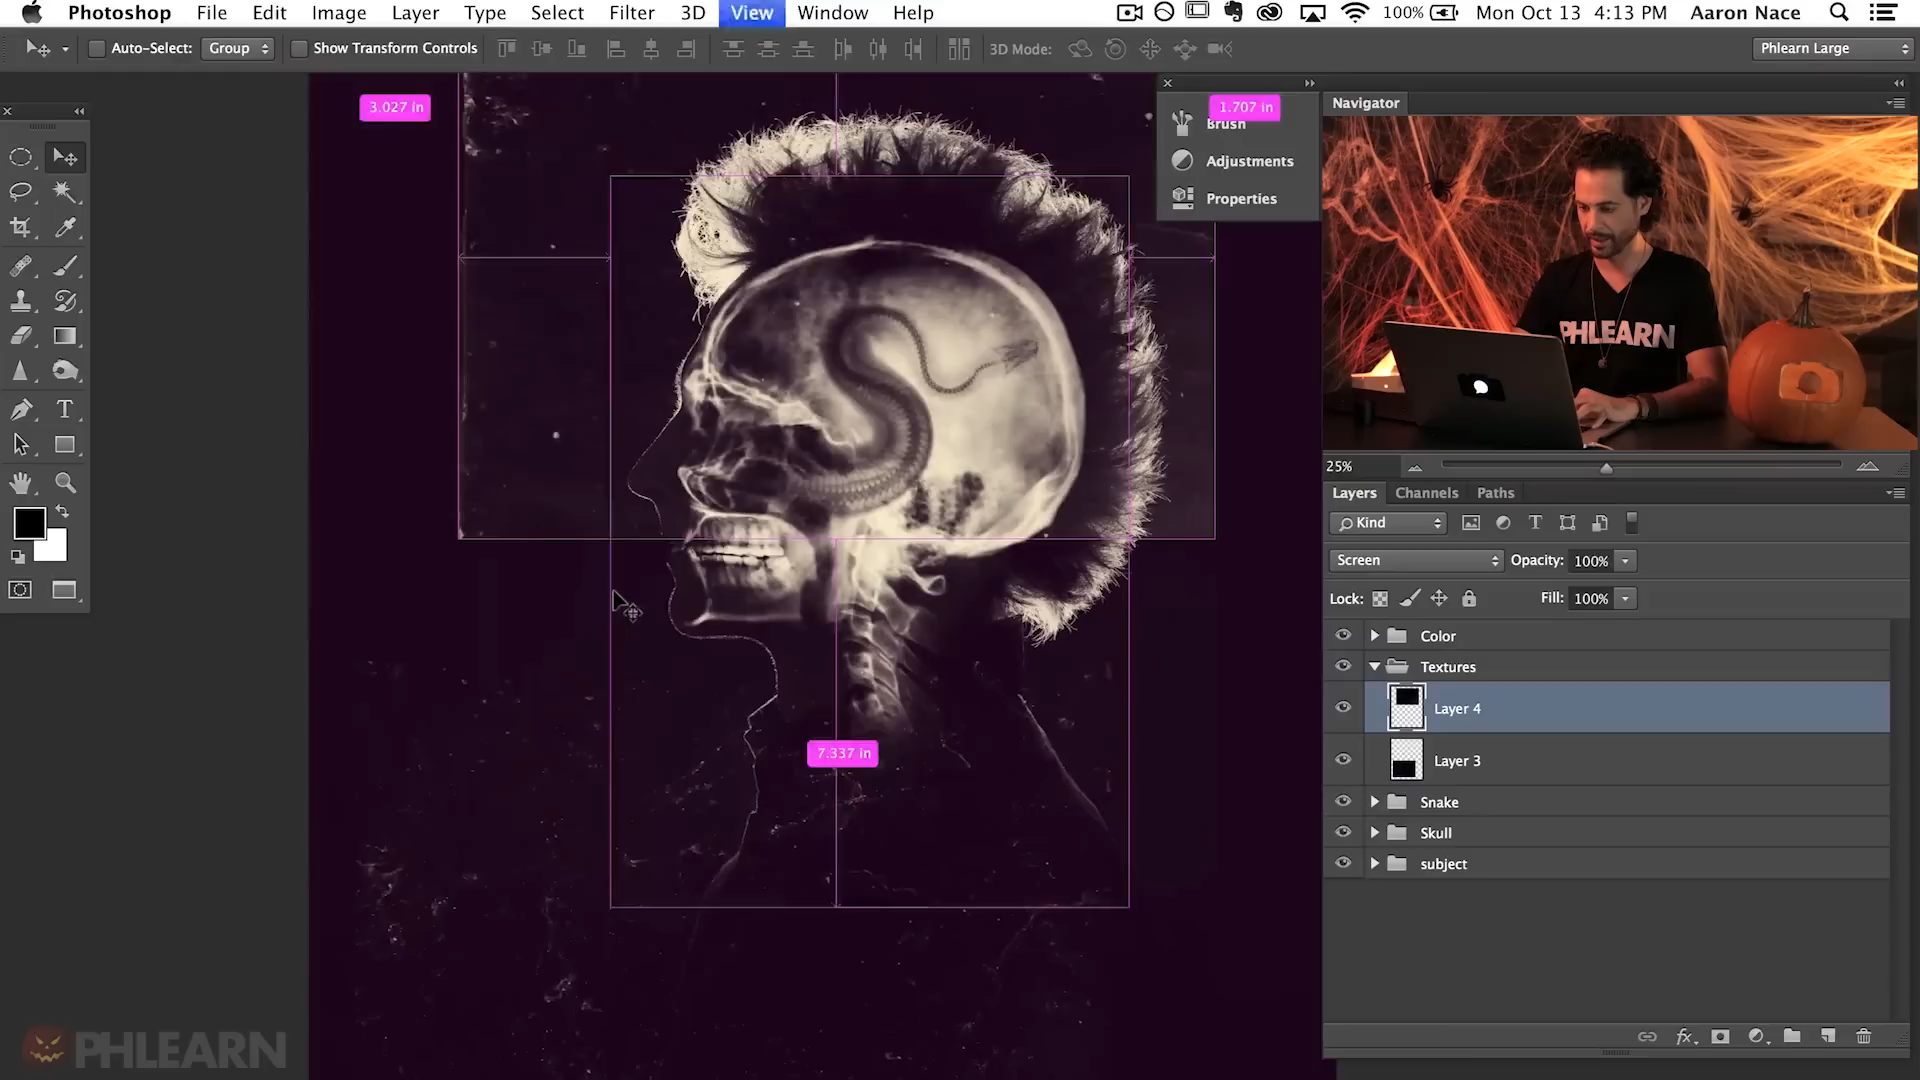 Photoshop File Edit Image Layer Type Select Filter 3D View Window Help 100% Mon Oct 13 4:13 PM Aaron Nace
Auto-Select: Group Show Transform Controls 3D Mode: Phlearn Large
3.027 in
1.707 in
Brush
Adjustments
Properties
Navigator
PHLEARN
25%
Layers Channels Paths
Kind
Screen Opacity: 100%
Lock: Fill: 100%
Color
Textures
Layer 4
Layer 3
Snake
Skull
subject
7.337 in
PHLEARN